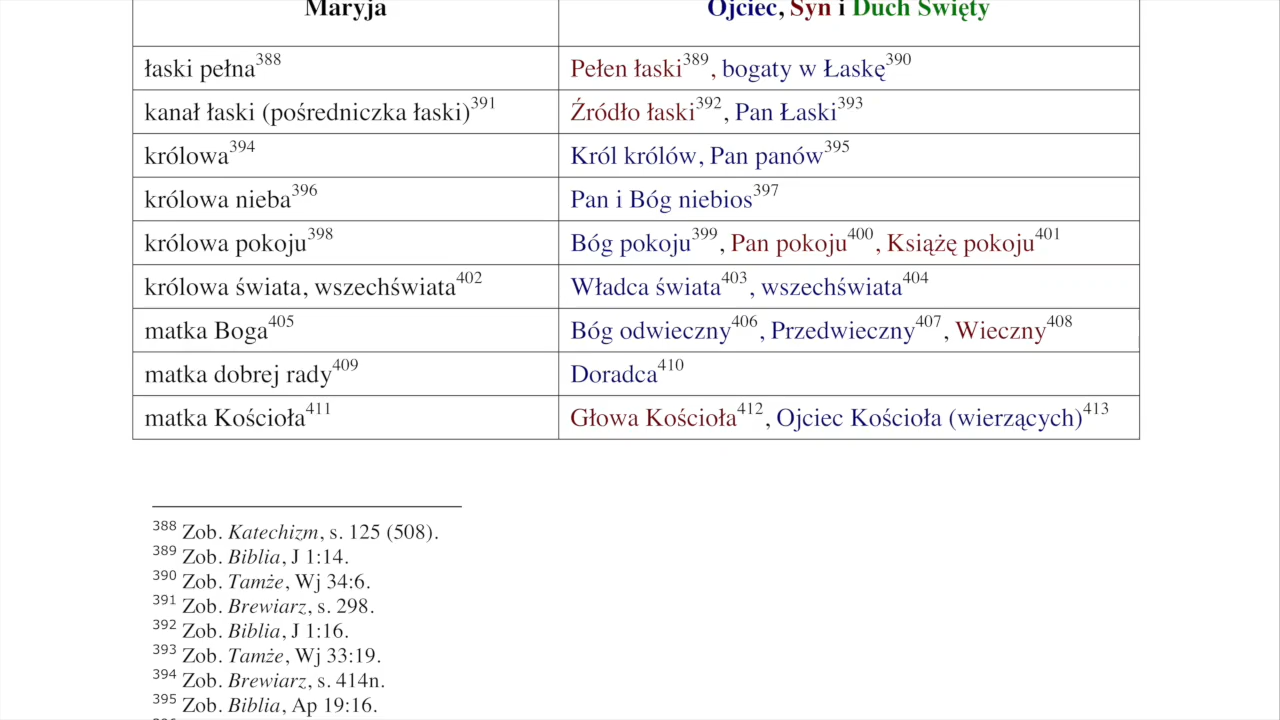 Maryja Ojciec, Syn i Duch Święty
łaski pełna388 Pełen łaski389, bogaty w Łaskę390
kanał łaski (pośredniczka łaski)391 Źródło łaski392, Pan Łaski393
królowa394 Król królów, Pan panów395
królowa nieba396 Pan i Bóg niebios397
królowa pokoju398 Bóg pokoju399, Pan pokoju400, Książę pokoju401
królowa świata, wszechświata402 Władca świata403, wszechświata404
matka Boga405 Bóg odwieczny406, Przedwieczny407, Wieczny408
matka dobrej rady409 Doradca410
matka Kościoła411 Głowa Kościoła412, Ojciec Kościoła (wierzących)413
388 Zob. Katechizm, s. 125 (508).
389 Zob. Biblia, J 1:14.
390 Zob. Tamże, Wj 34:6.
391 Zob. Brewiarz, s. 298.
392 Zob. Biblia, J 1:16.
393 Zob. Tamże, Wj 33:19.
394 Zob. Brewiarz, s. 414n.
395 Zob. Biblia, Ap 19:16.